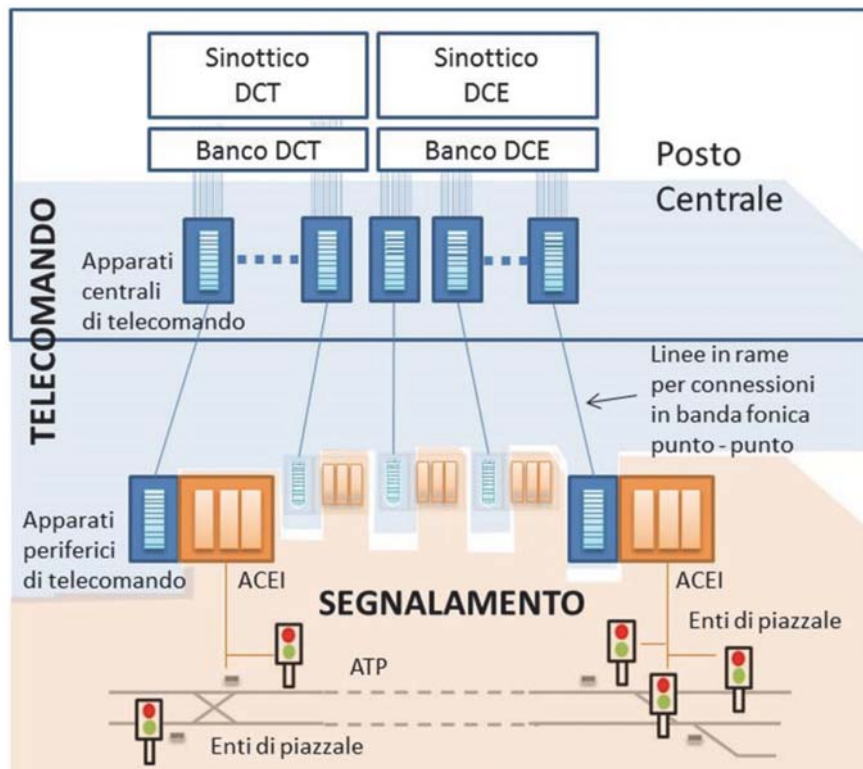 Sinottico
DCT
Sinottico
DCE
Banco DCT
Banco DCE
Posto
Centrale
TELECOMANDO
Apparati
centrali
di telecomando
Linee in rame
per connessioni
in banda fonica
punto - punto
Apparati
periferici
di telecomando
ACEI
ACEI
SEGNALAMENTO
Enti di piazzale
ATP
Enti di piazzale